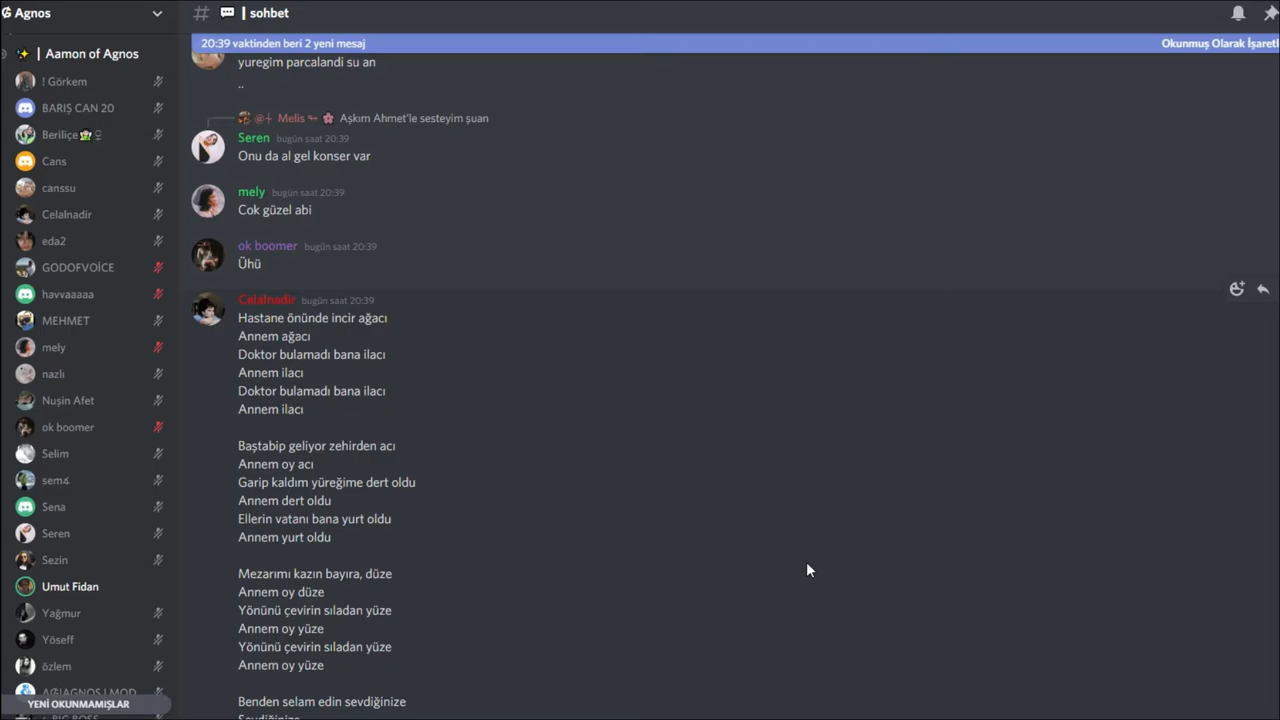 Agnos
| Aamon of Agnos
! Görkem
BARIŞ CAN 20
Beriliçe
Cans
canssu
Celalnadir
eda2
GODOFVOİCE
havvaaaaa
MEHMET
mely
nazlı
Nuşin Afet
ok boomer
Selim
sem4
Sena
Seren
Sezin
Umut Fidan
Yağmur
Yöseff
özlem
YENİ OKUNMAMIŞLAR
# | sohbet
20:39 vaktinden beri 2 yeni mesaj
Okunmuş Olarak İşaretl
yuregim parcalandi su an
..
Melis Aşkım Ahmet'le sesteyim şuan
Seren bugün saat 20:39
Onu da al gel konser var
mely bugün saat 20:39
Cok güzel abi
ok boomer bugün saat 20:39
Ühü
Celalnadir bugün saat 20:39
Hastane önünde incir ağacı
Annem ağacı
Doktor bulamadı bana ilacı
Annem ilacı
Doktor bulamadı bana ilacı
Annem ilacı
Baştabip geliyor zehirden acı
Annem oy acı
Garip kaldım yüreğime dert oldu
Annem dert oldu
Ellerin vatanı bana yurt oldu
Annem yurt oldu
Mezarımı kazın bayıra, düze
Annem oy düze
Yönünü çevirin sıladan yüze
Annem oy yüze
Yönünü çevirin sıladan yüze
Annem oy yüze
Benden selam edin sevdiğinize
Sevdiğinize